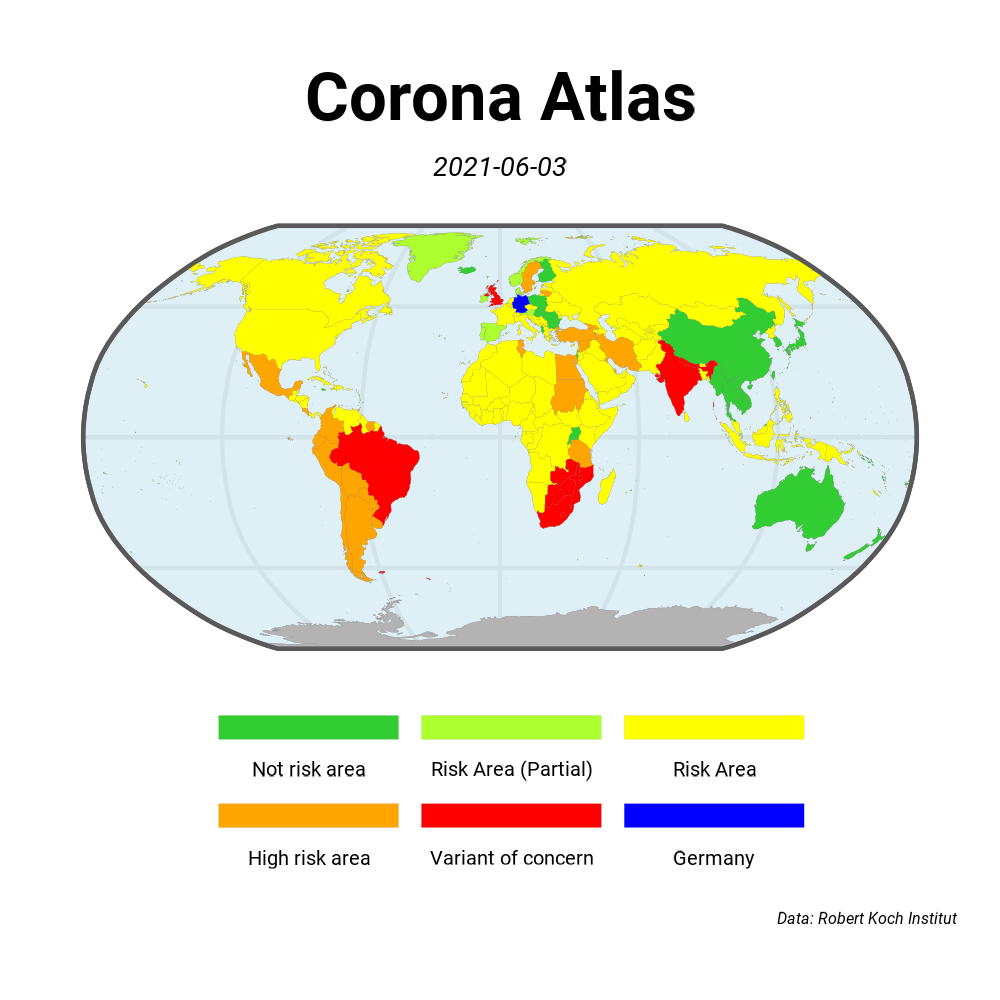 Corona Atlas
2021-06-03
Not risk area
Risk Area (Partial)
Risk Area
High risk area
Variant of concern
Germany
Data: Robert Koch Institut